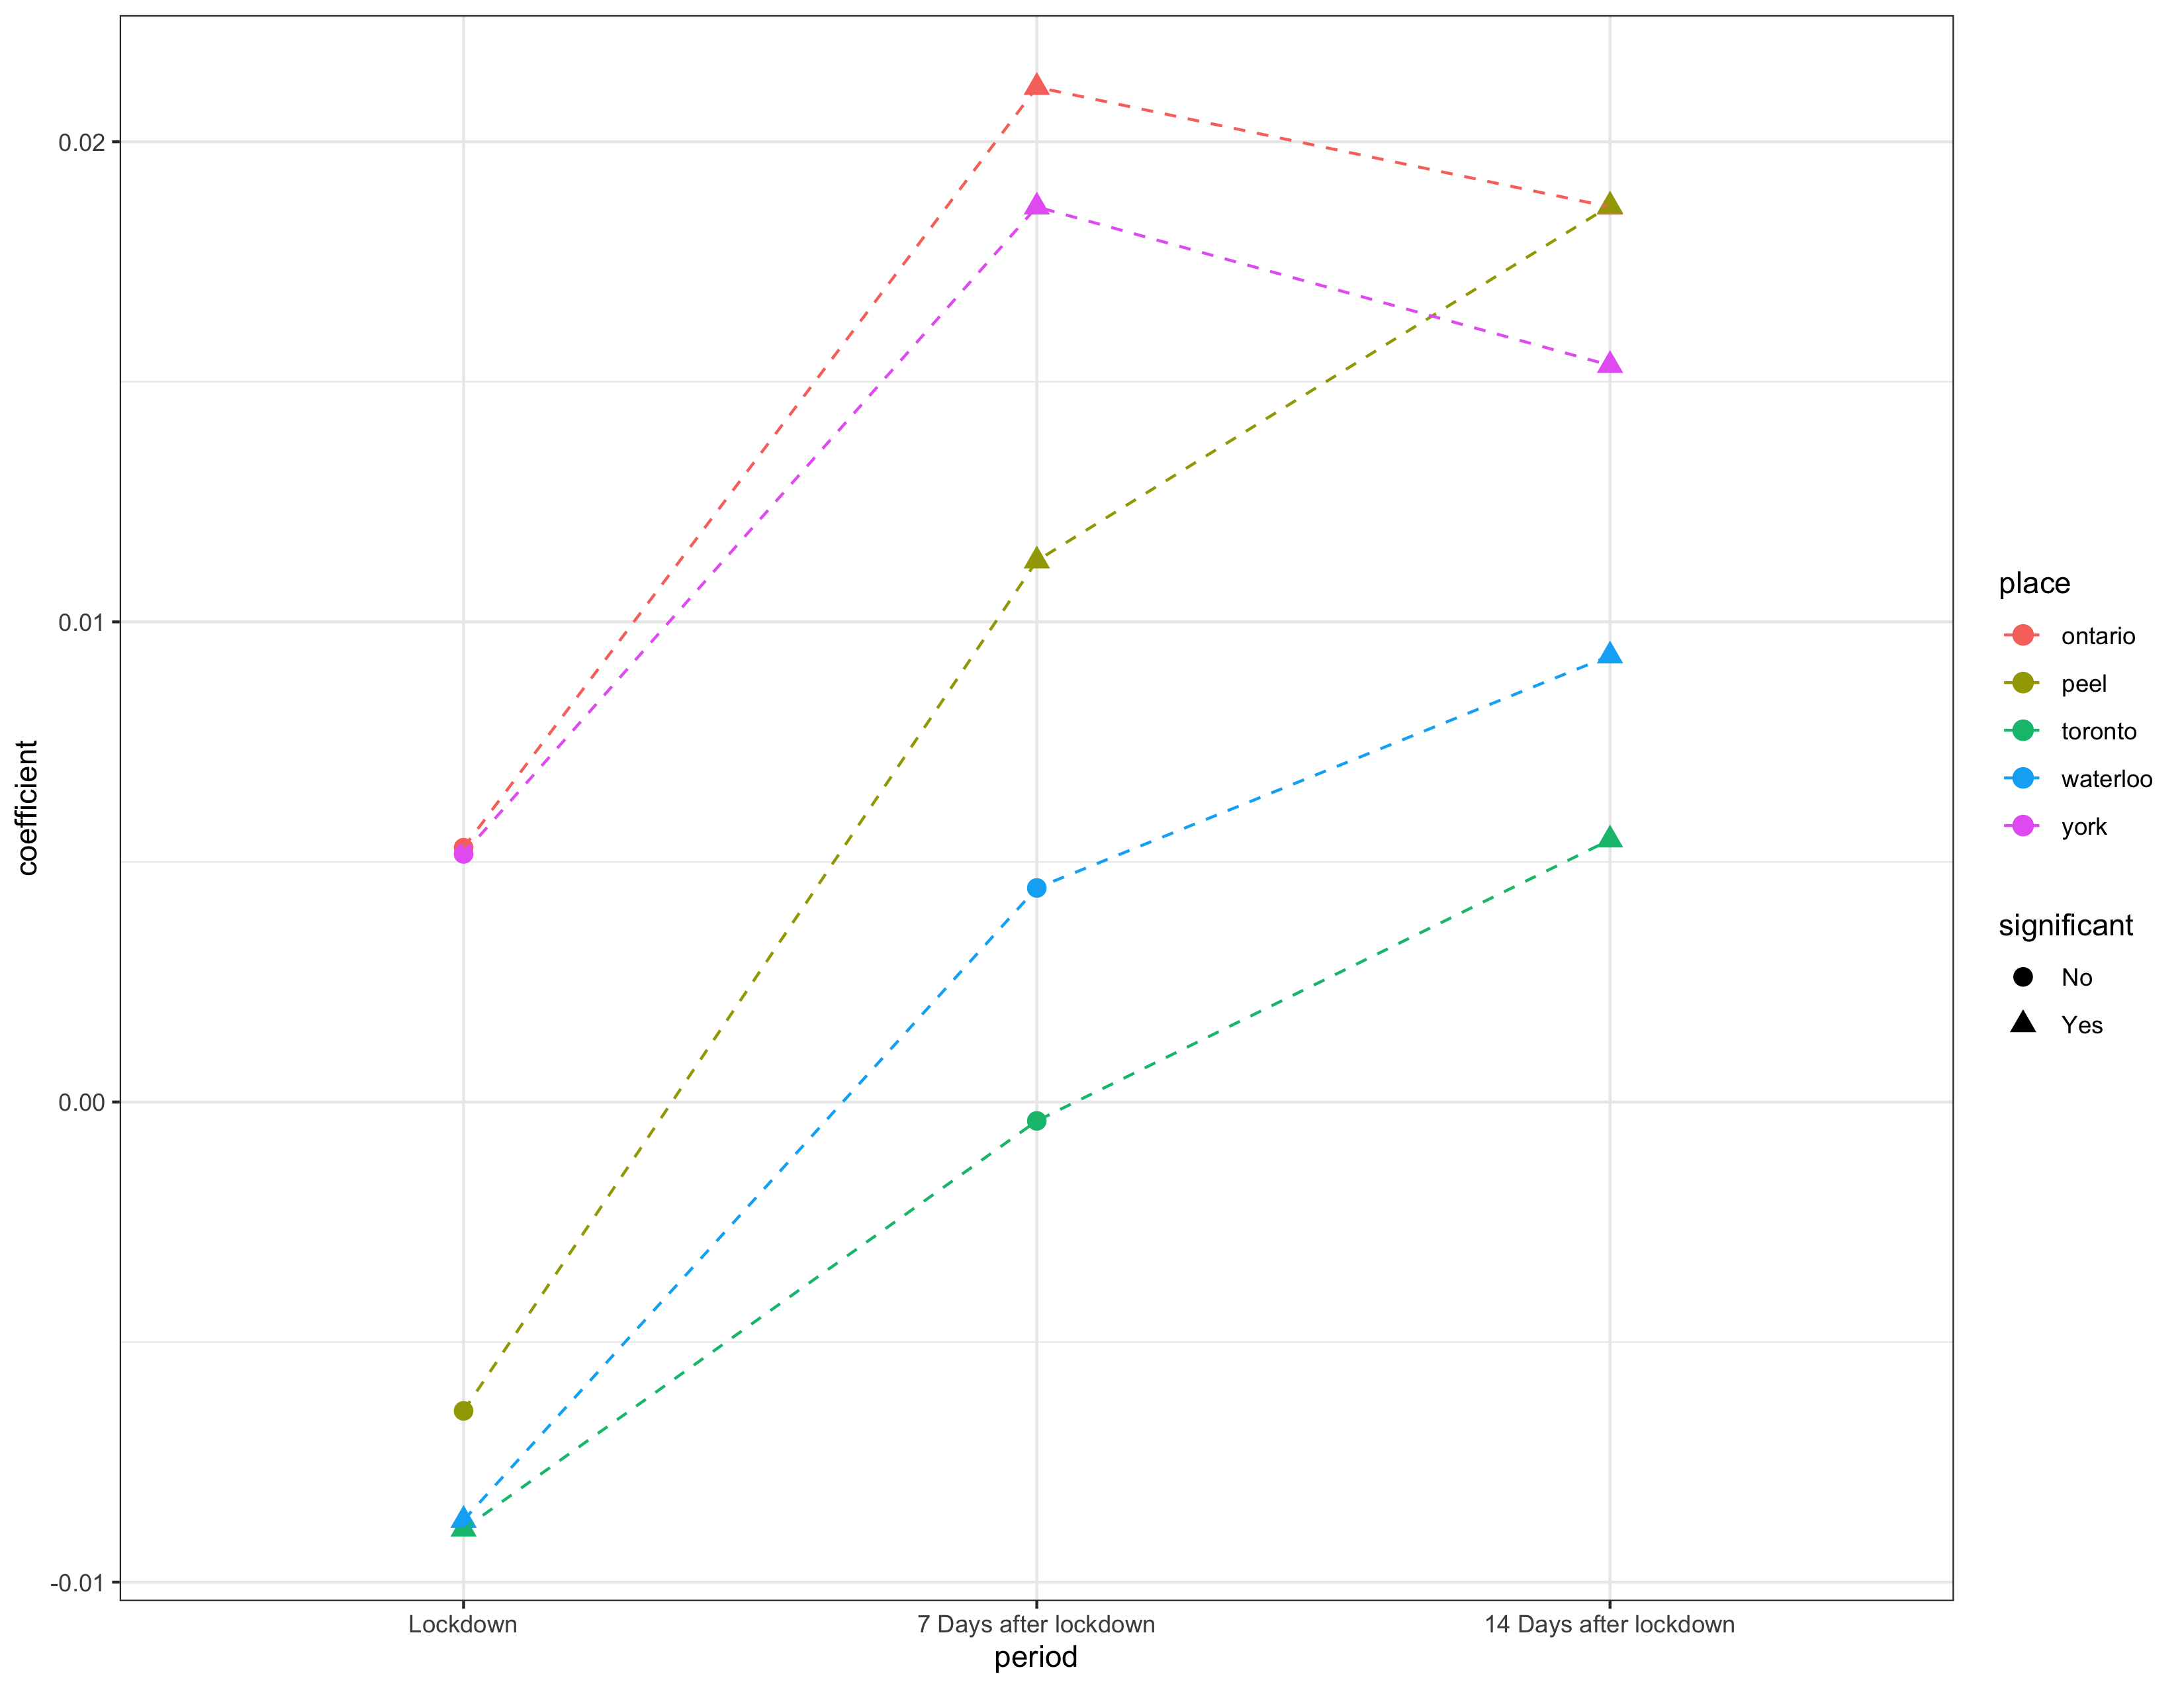 0.02
0.01
0.00
-0.01
coefficient
Lockdown
7 Days after lockdown
14 Days after lockdown
period
place
ontario
peel
toronto
waterloo
york
significant
No
Yes